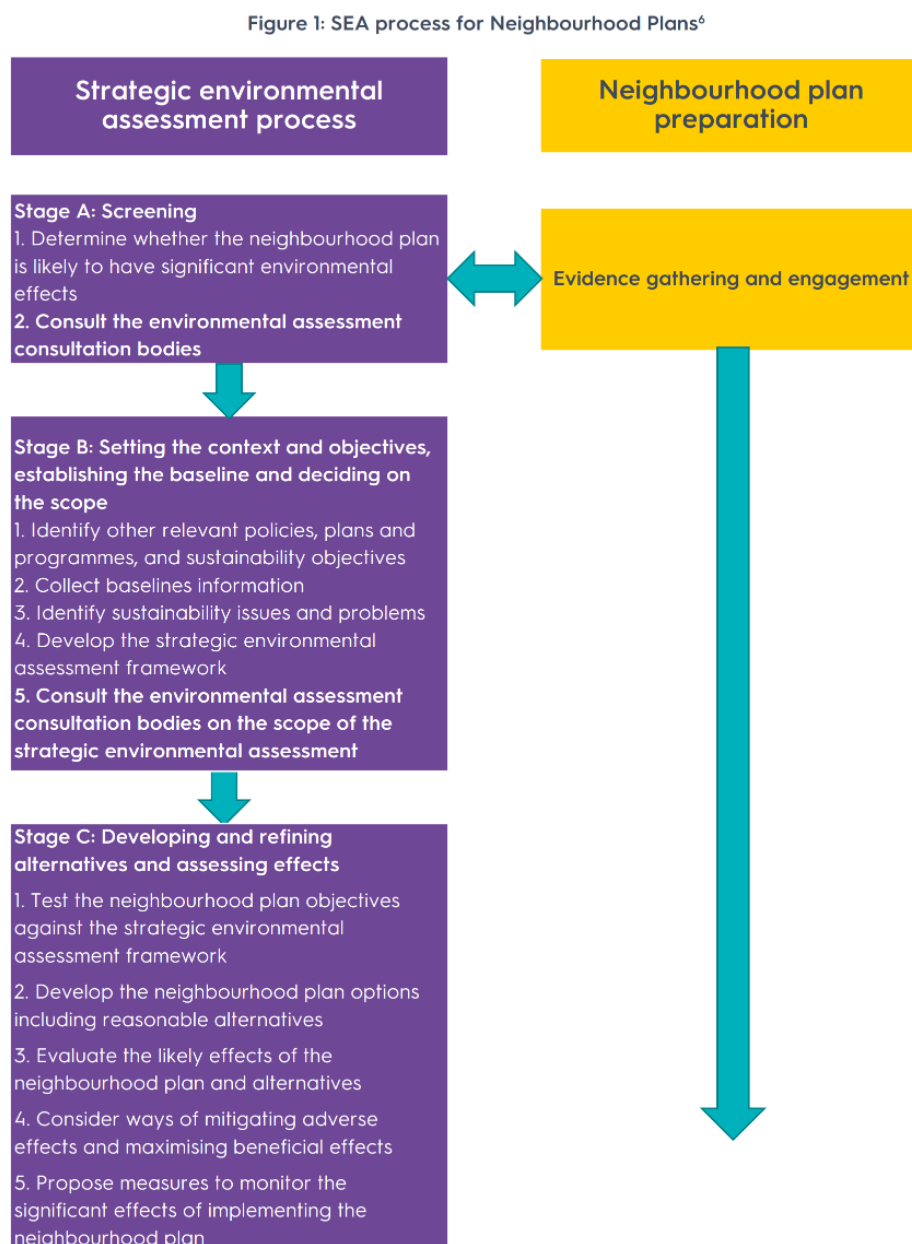 Figure 1: SEA process for Neighbourhood Plans⁶
Strategic environmental
assessment process
Neighbourhood plan
preparation
Stage A: Screening
1. Determine whether the neighbourhood plan
is likely to have significant environmental
effects
2. Consult the environmental assessment
consultation bodies
Evidence gathering and engagement
Stage B: Setting the context and objectives,
establishing the baseline and deciding on
the scope
1. Identify other relevant policies, plans and
programmes, and sustainability objectives
2. Collect baselines information
3. Identify sustainability issues and problems
4. Develop the strategic environmental
assessment framework
5. Consult the environmental assessment
consultation bodies on the scope of the
strategic environmental assessment
Stage C: Developing and refining
alternatives and assessing effects
1. Test the neighbourhood plan objectives
against the strategic environmental
assessment framework
2. Develop the neighbourhood plan options
including reasonable alternatives
3. Evaluate the likely effects of the
neighbourhood plan and alternatives
4. Consider ways of mitigating adverse
effects and maximising beneficial effects
5. Propose measures to monitor the
significant effects of implementing the
neighbourhood plan